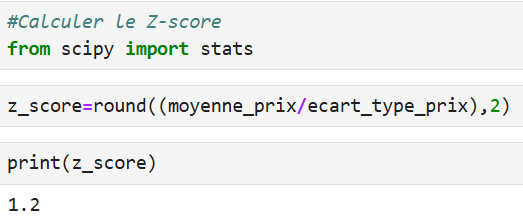 #Calculer le Z-score
from scipy import stats
z_score=round((moyenne_prix/ecart_type_prix),2)
print(z_score)
1.2